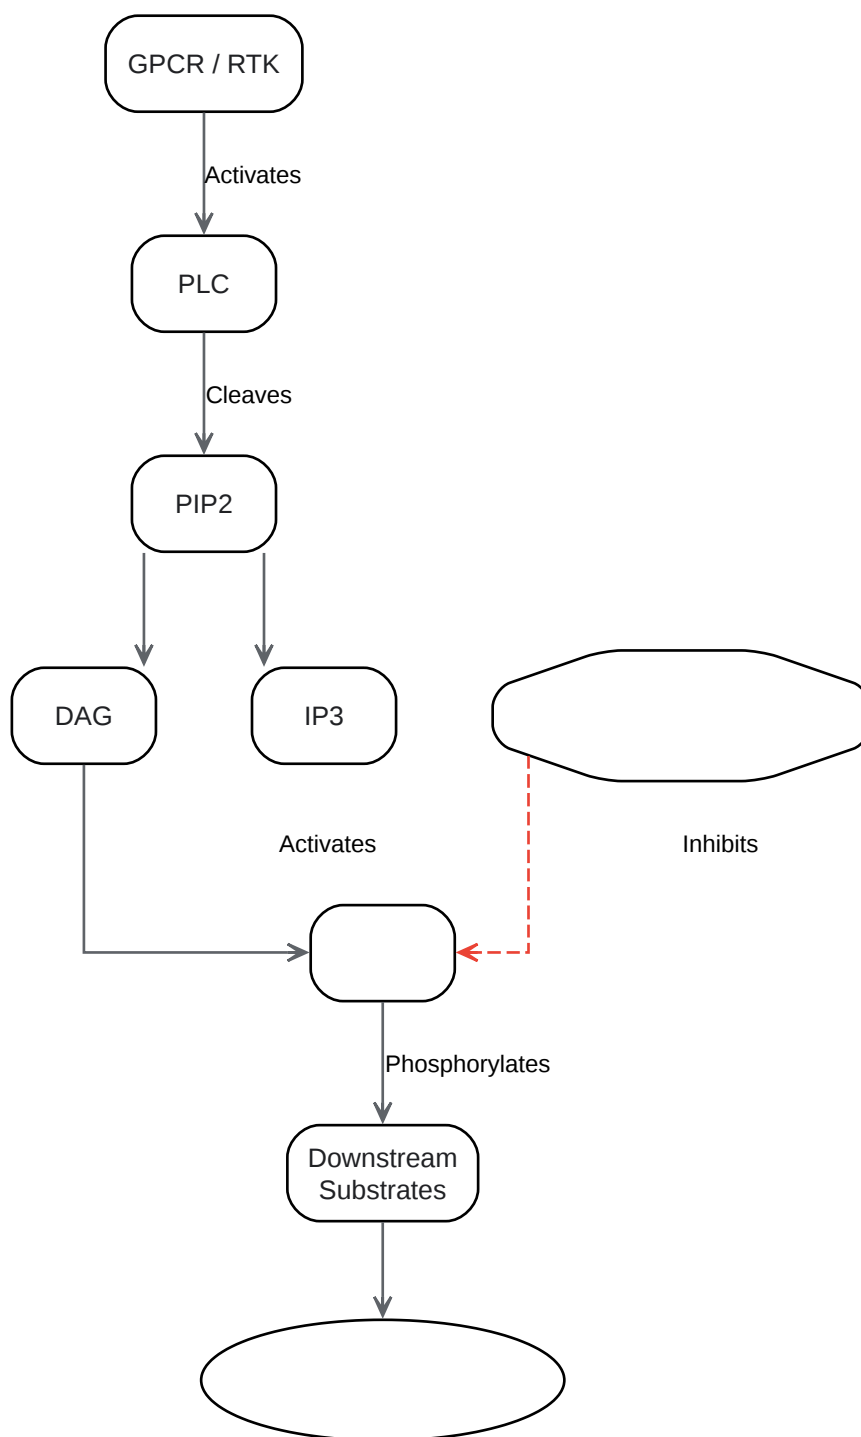 GPCR / RTK
Activates
PLC
Cleaves
PIP2
DAG
IP3
Activates
Inhibits
Phosphorylates
Downstream
Substrates